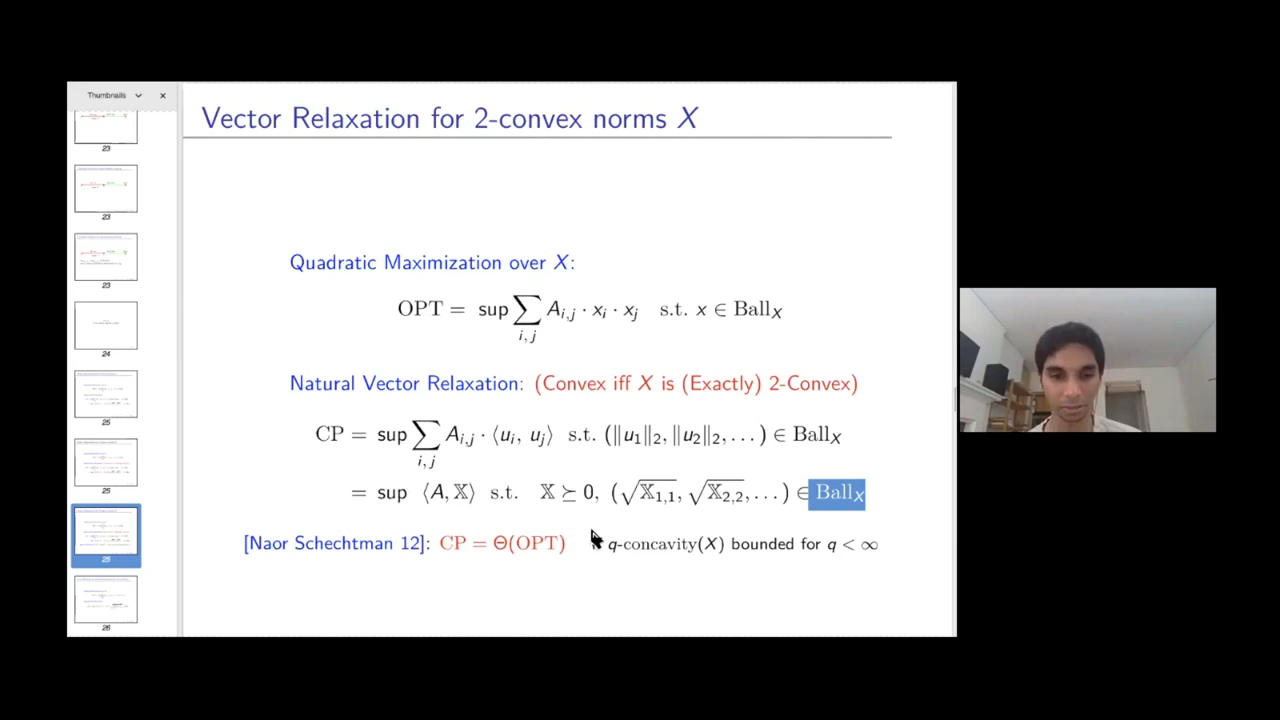 Thumbnails
×
Vector Relaxation for 2-convex norms X
23
23
23
24
25
25
25
26
Quadratic Maximization over X:
OPT = sup ∑_{i,j} A_{i,j} · x_i · x_j s.t. x ∈ Ball_X
Natural Vector Relaxation: (Convex iff X is (Exactly) 2-Convex)
CP = sup ∑_{i,j} A_{i,j} · ⟨u_i, u_j⟩ s.t. (‖u_1‖_2, ‖u_2‖_2, . . . ) ∈ Ball_X
= sup ⟨A, 𝕏⟩ s.t. 𝕏 ⪰ 0, (√𝕏_{1,1}, √𝕏_{2,2}, . . . ) ∈ Ball_X
[Naor Schechtman 12]: CP = Θ(OPT) q-concavity(X) bounded for q < ∞